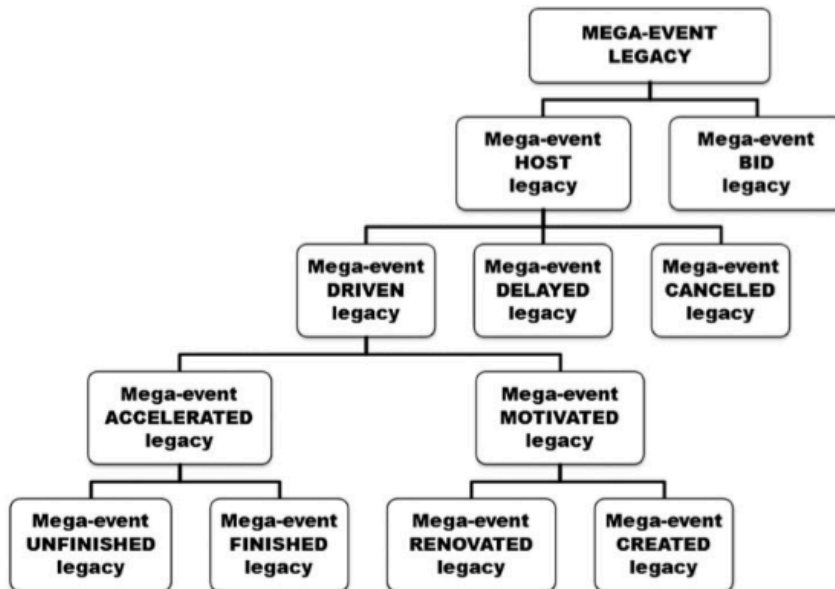 MEGA-EVENT
LEGACY
Mega-event
HOST
legacy
Mega-event
BID
legacy
Mega-event
DRIVEN
legacy
Mega-event
DELAYED
legacy
Mega-event
CANCELED
legacy
Mega-event
ACCELERATED
legacy
Mega-event
MOTIVATED
legacy
Mega-event
UNFINISHED
legacy
Mega-event
FINISHED
legacy
Mega-event
RENOVATED
legacy
Mega-event
CREATED
legacy